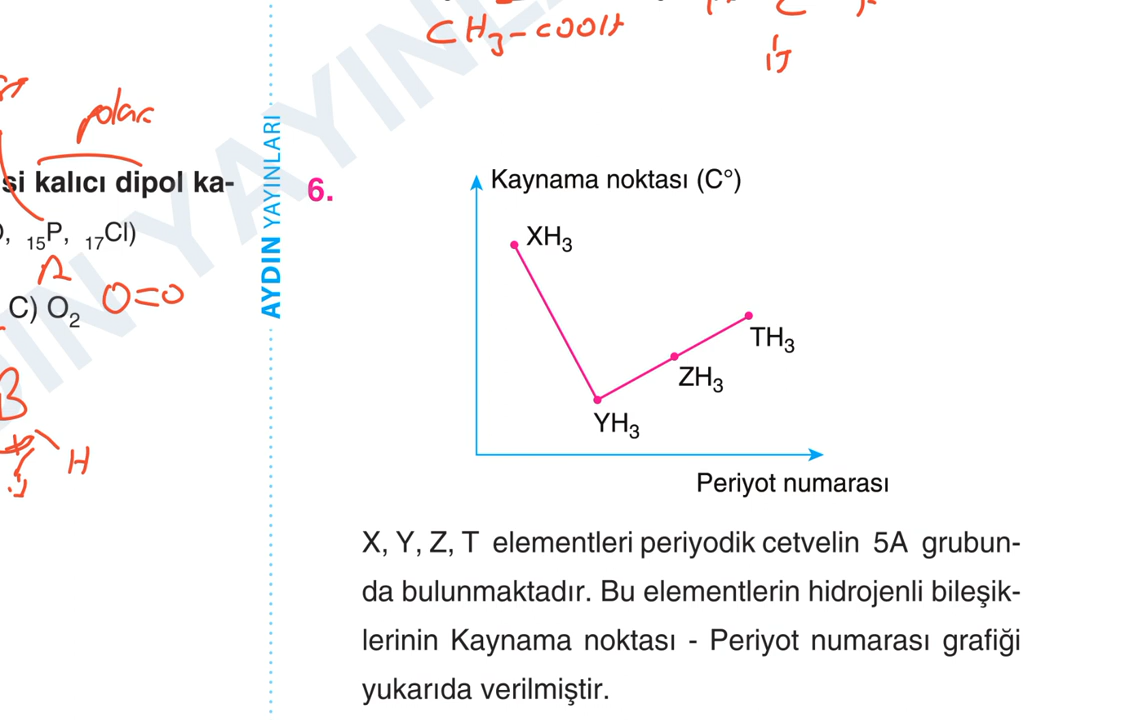 CH3-COOH
polar
si kalıcı dipol ka-
15P, 17Cl)
C) O2 O=O
H
AYDIN YAYINLARI
6.
Kaynama noktası (C°)
XH3
TH3
ZH3
YH3
Periyot numarası
X, Y, Z, T elementleri periyodik cetvelin 5A grubun-
da bulunmaktadır. Bu elementlerin hidrojenli bileşik-
lerinin Kaynama noktası - Periyot numarası grafiği
yukarıda verilmiştir.